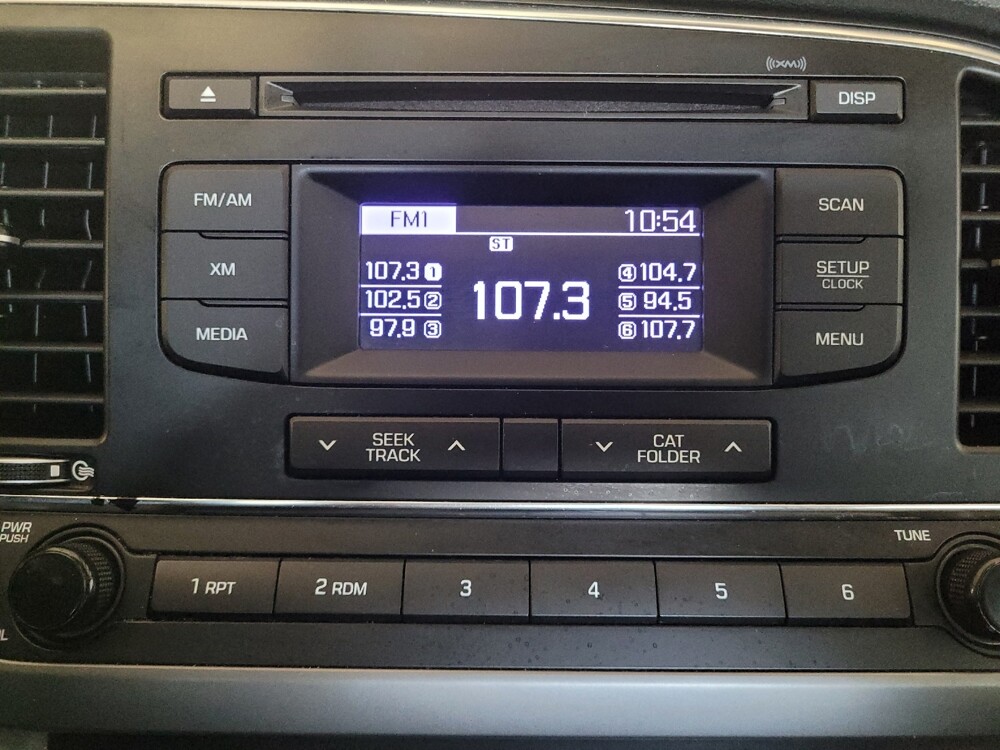 ((XM))
DISP
FM/AM
XM
MEDIA
FM1 10:54
ST
107.3 1
102.5 2
97.9 3
107.3
4 104.7
5 94.5
6 107.7
SCAN
SETUP
CLOCK
MENU
SEEK
TRACK
CAT
FOLDER
PWR
PUSH
TUNE
1 RPT
2 RDM
3
4
5
6